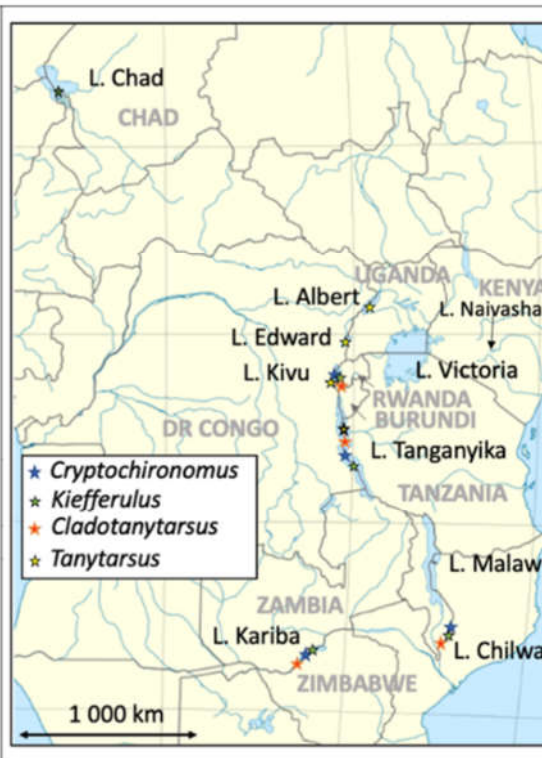 L. Chad
CHAD
UGANDA
L. Albert
KENYA
L. Naiyasha
L. Edward
L. Kivu
L. Victoria
RWANDA
BURUNDI
DR CONGO
L. Tanganyika
Cryptochironomus
Kiefferulus
Cladotanytarsus
Tanytarsus
TANZANIA
L. Malaw
ZAMBIA
L. Kariba
L. Chilwa
ZIMBABWE
1 000 km